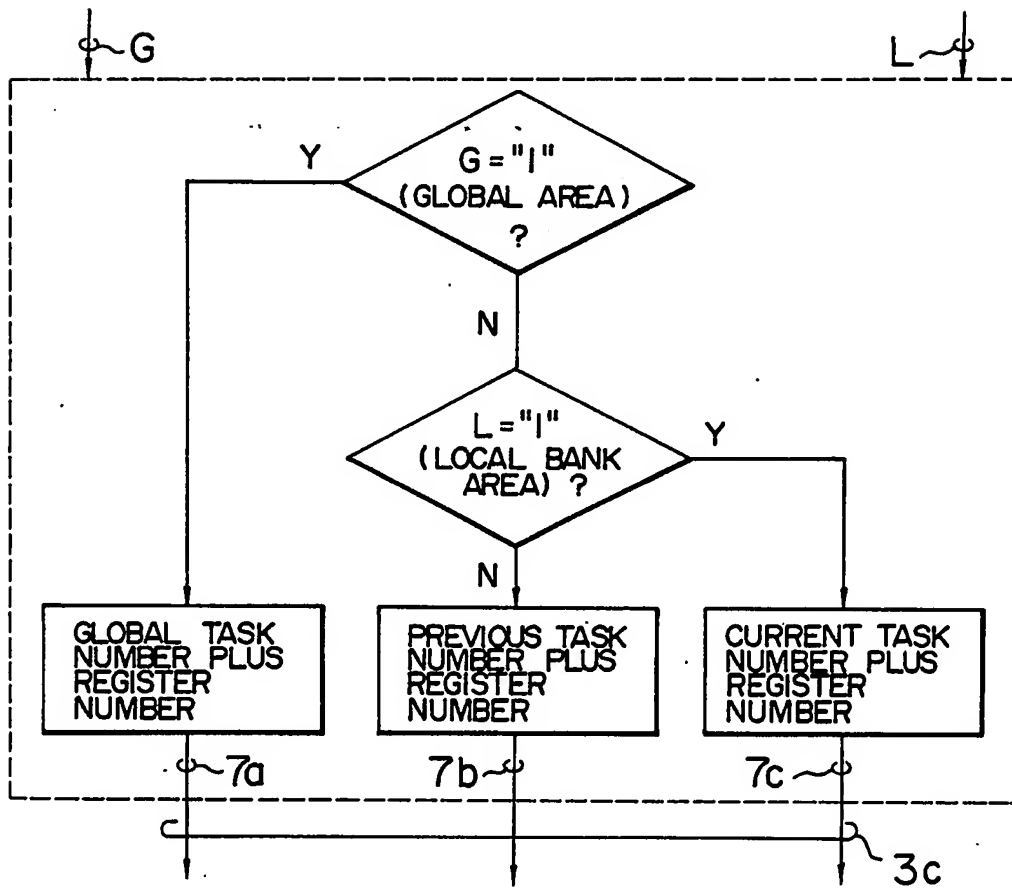 G
L
Y
G = "1"
(GLOBAL AREA)
?
N
L = "1"
(LOCAL BANK
AREA) ?
Y
N
GLOBAL TASK
NUMBER PLUS
REGISTER
NUMBER
PREVIOUS TASK
NUMBER PLUS
REGISTER
NUMBER
CURRENT TASK
NUMBER PLUS
REGISTER
NUMBER
7a
7b
7c
3c